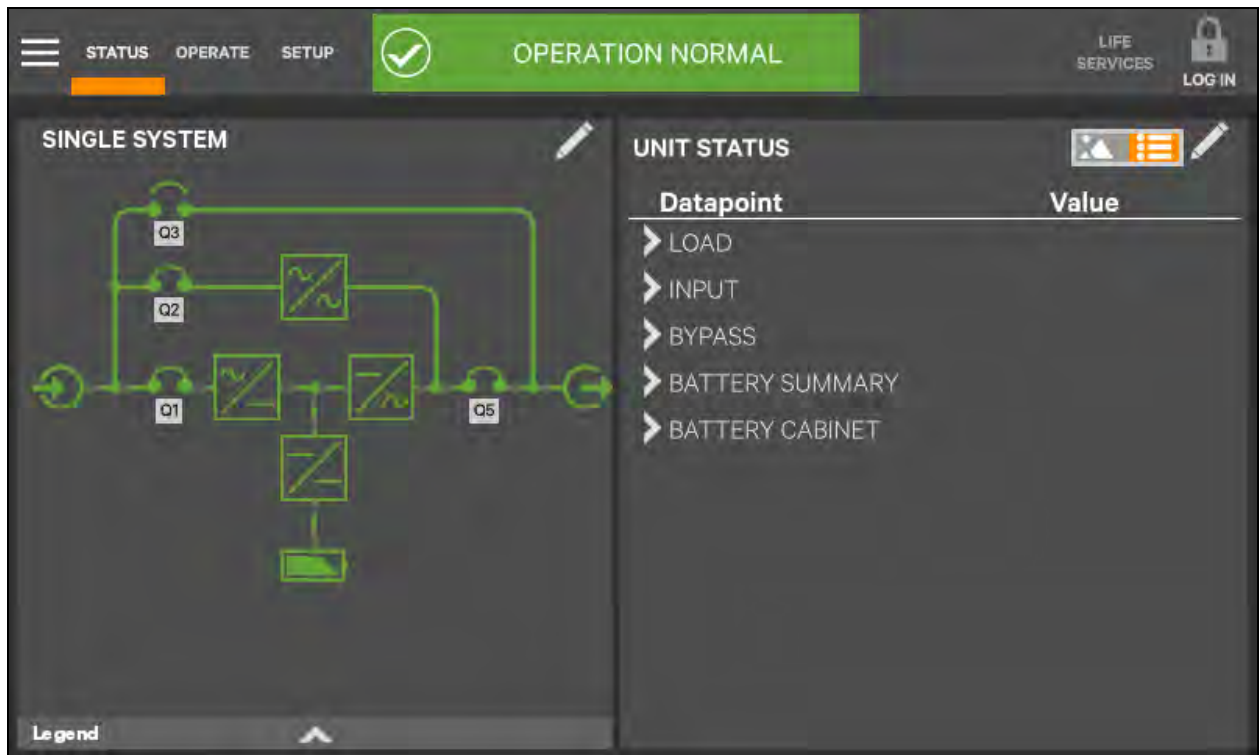 STATUS OPERATE SETUP OPERATION NORMAL LIFE SERVICES LOG IN
SINGLE SYSTEM
Q3
Q2
Q1 Q5
Legend
UNIT STATUS
Datapoint Value
LOAD
INPUT
BYPASS
BATTERY SUMMARY
BATTERY CABINET